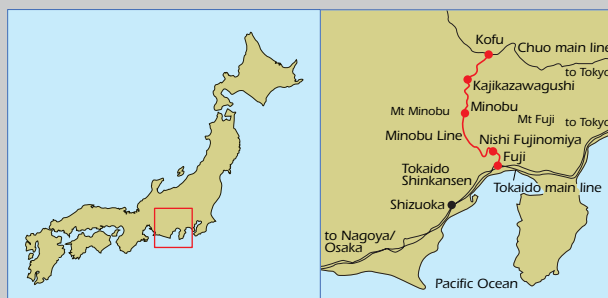 Kofu
Chuo main line
to Tokyo
Kajikazawagushi
Mt Minobu
Minobu
Mt Fuji
to Tokyo
Minobu Line
Nishi Fujinomiya
Fuji
Tokaido
Shinkansen
Tokaido main line
Shizuoka
to Nagoya/
Osaka
Pacific Ocean